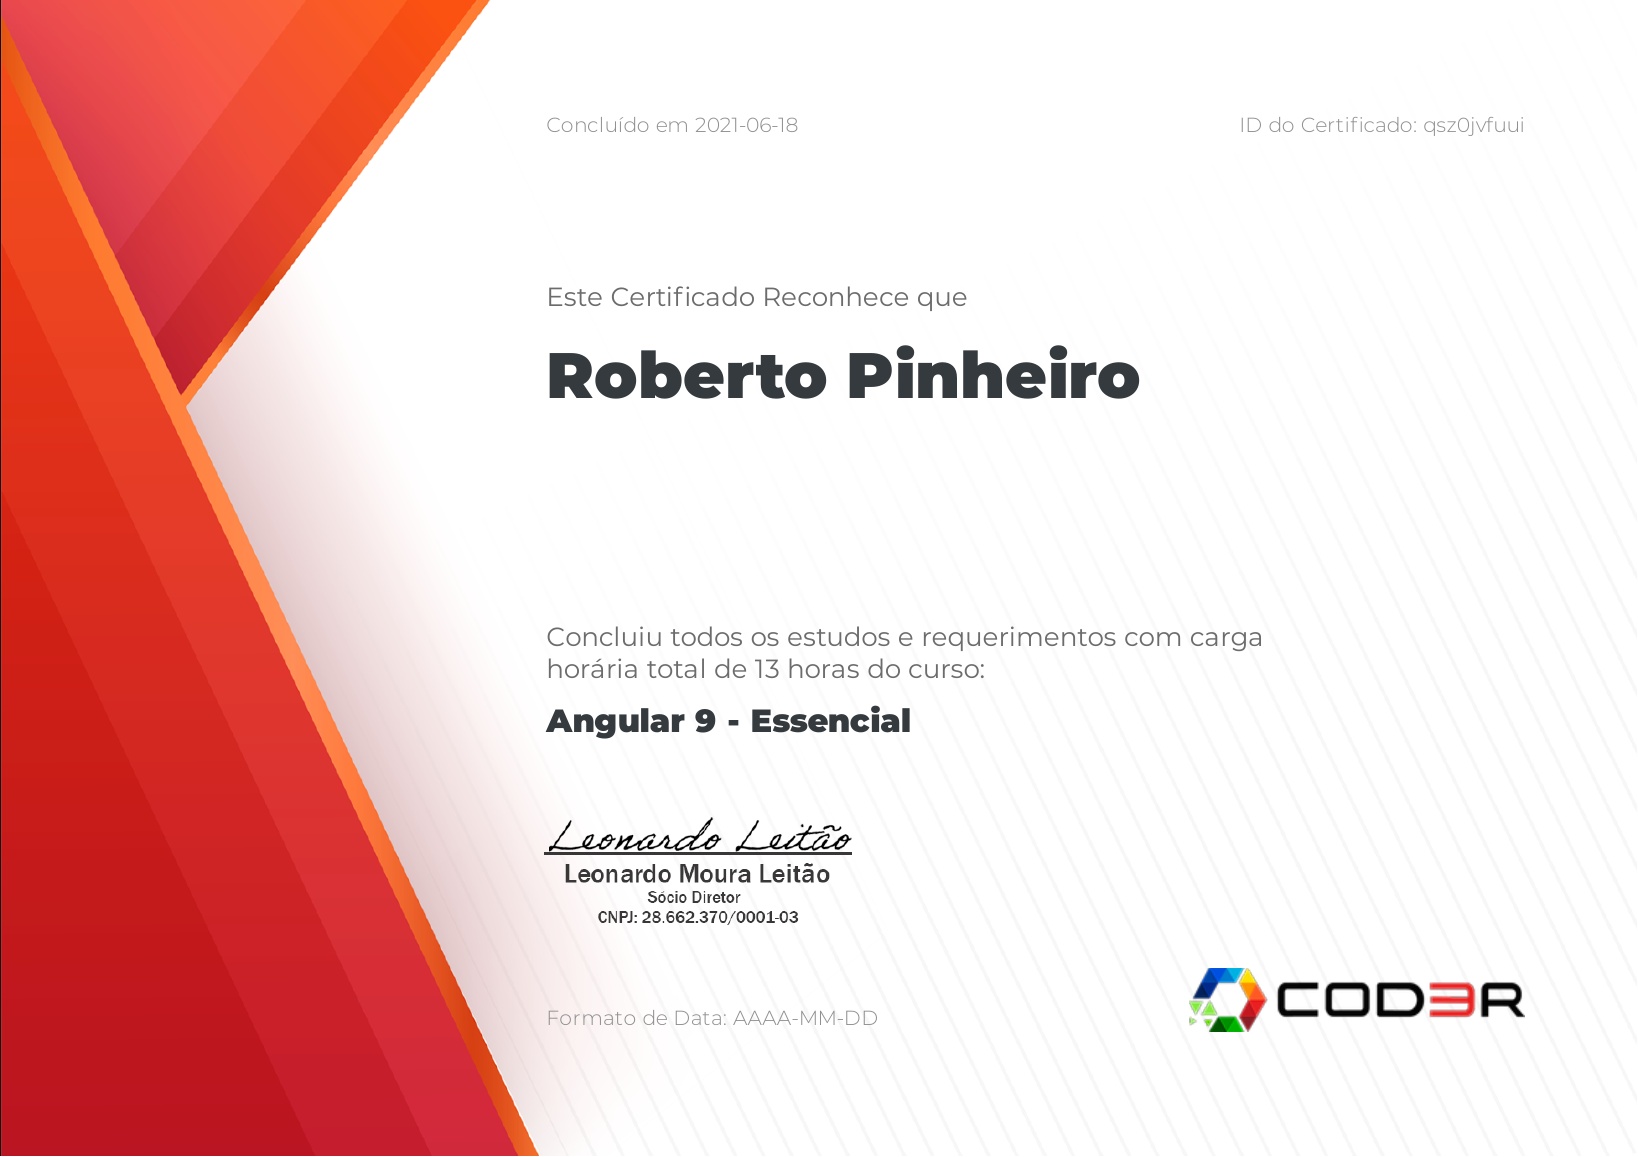 Concluído em 2021-06-18
ID do Certificado: qsz0jvfuui
Este Certificado Reconhece que
Roberto Pinheiro
Concluiu todos os estudos e requerimentos com carga
horária total de 13 horas do curso:
Angular 9 - Essencial
Leonardo Leitão
Leonardo Moura Leitão
Sócio Diretor
CNPJ: 28.662.370/0001-03
Formato de Data: AAAA-MM-DD
COD3R